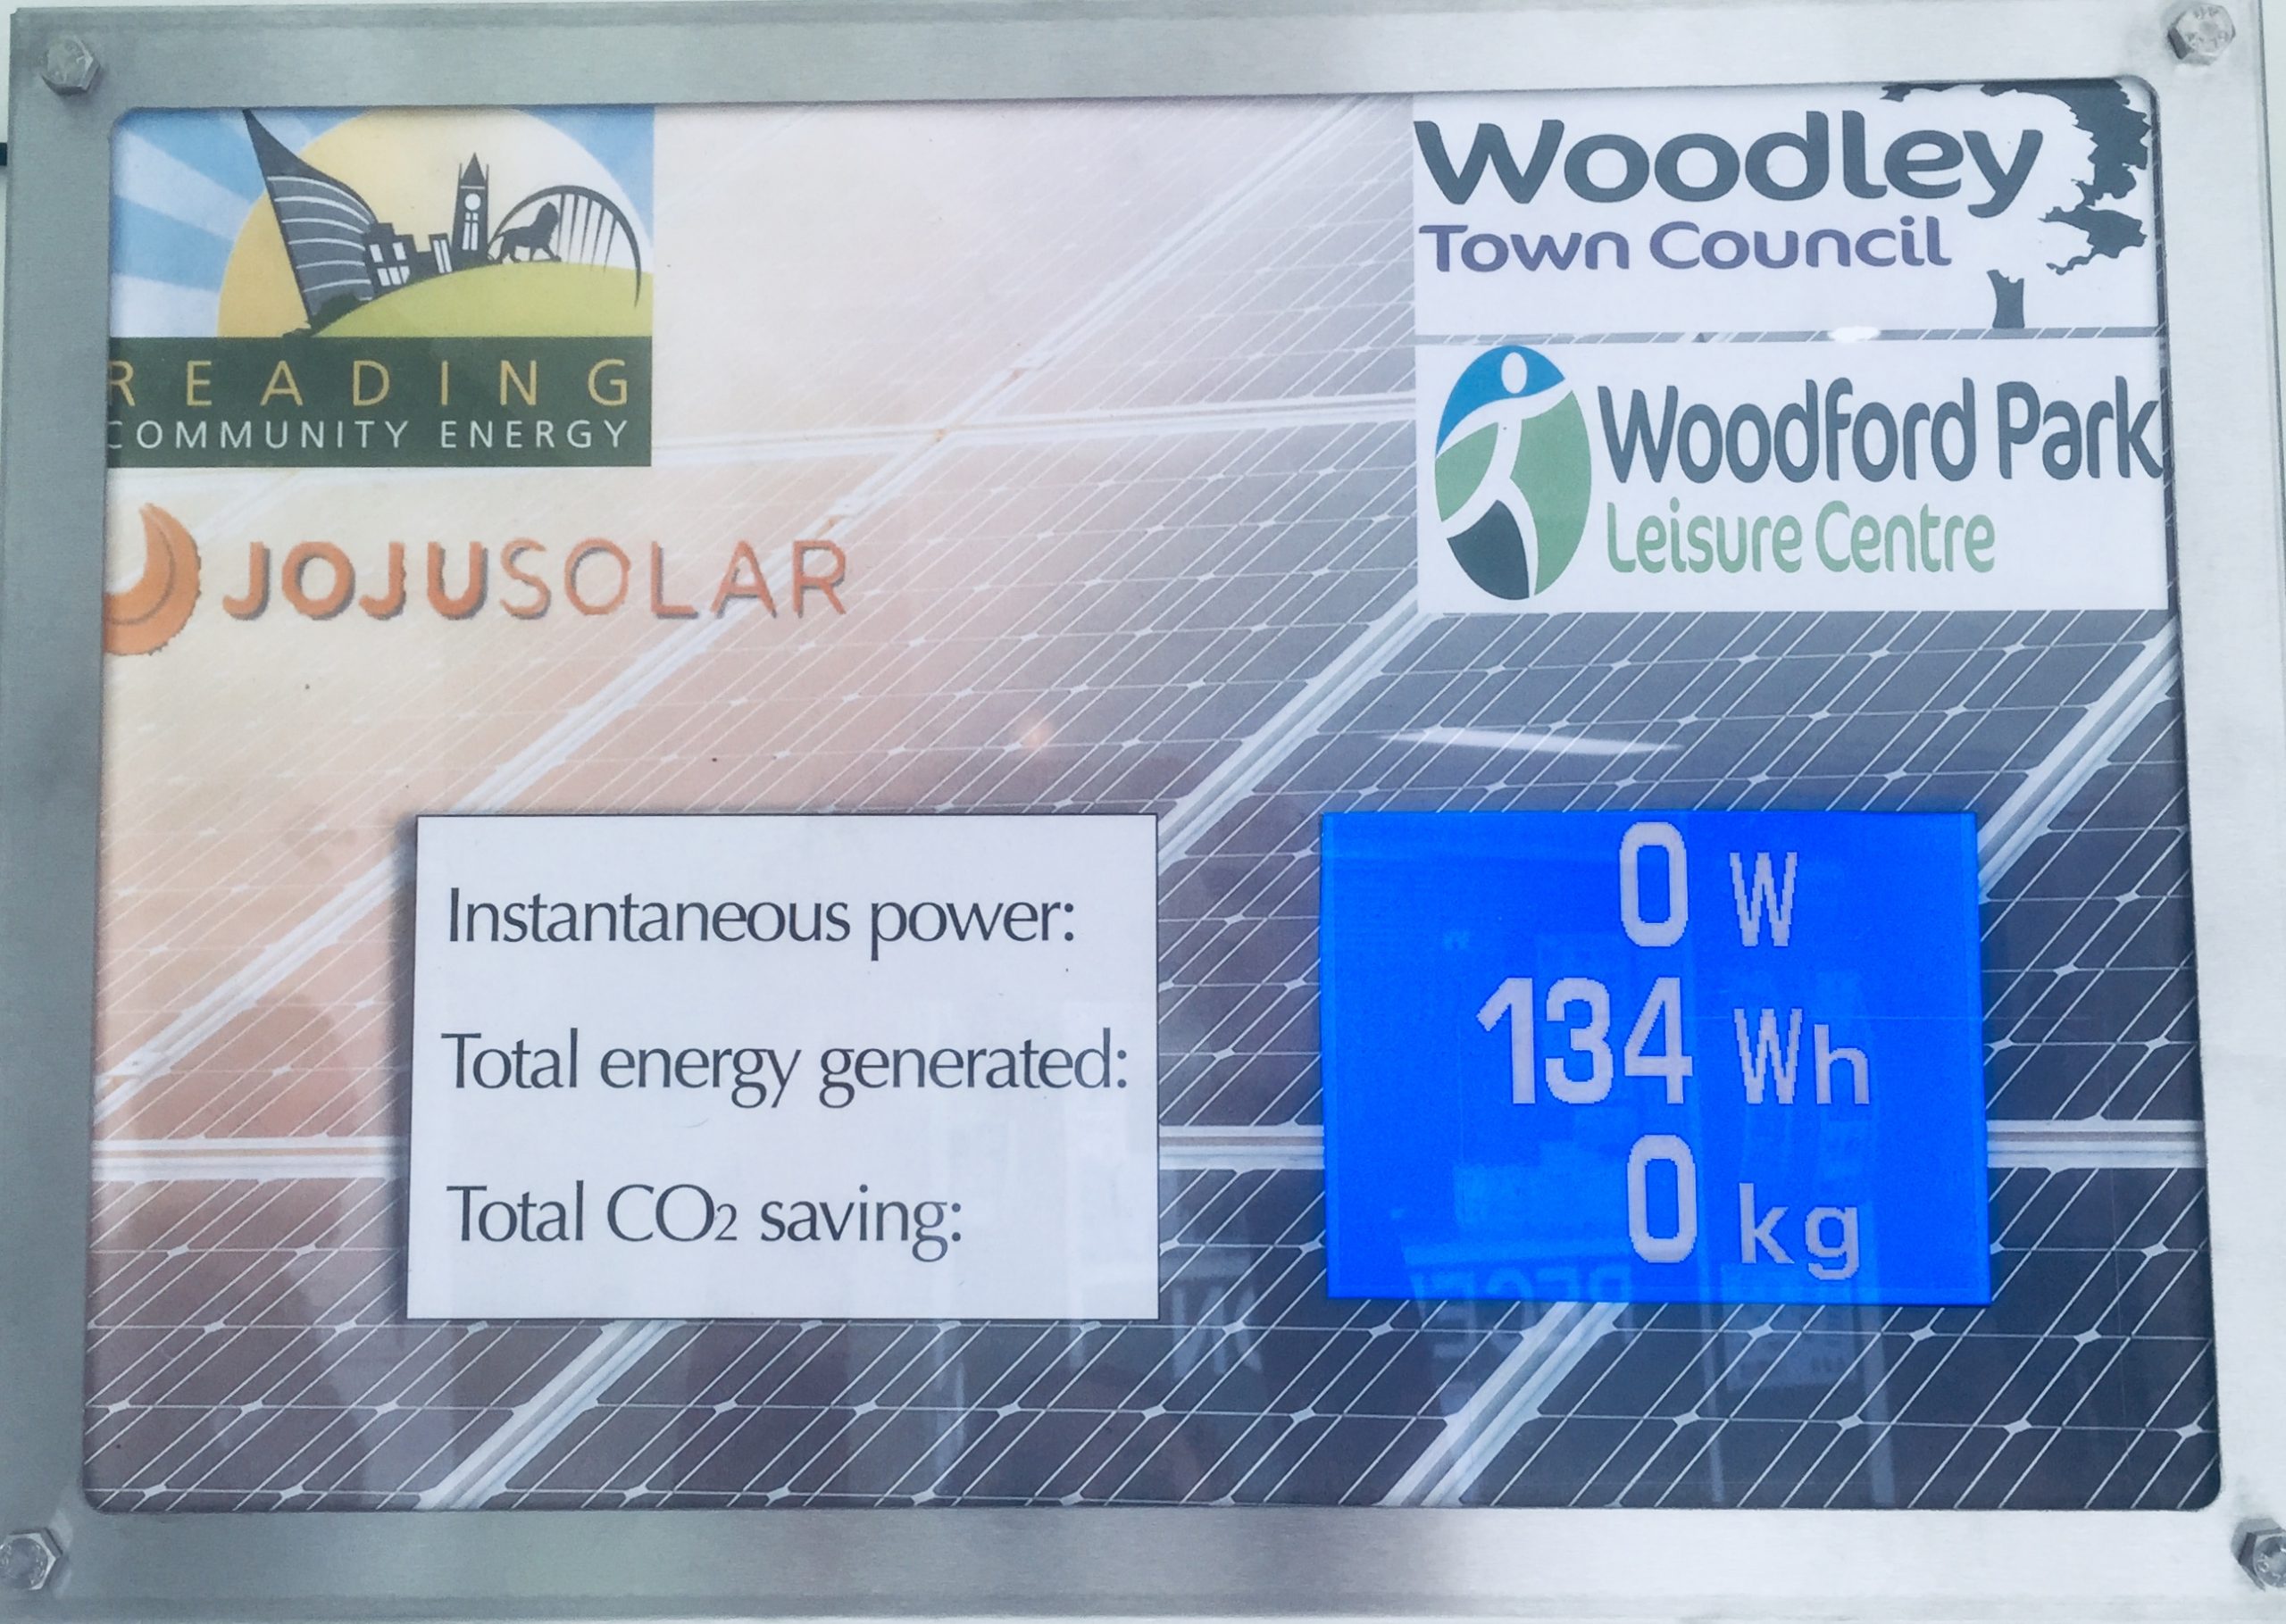 READING
COMMUNITY ENERGY
JOJUSOLAR
Woodley
Town Council
Woodford Park
Leisure Centre
Instantaneous power:
0 W
Total energy generated:
134 Wh
Total CO2 saving:
0 kg